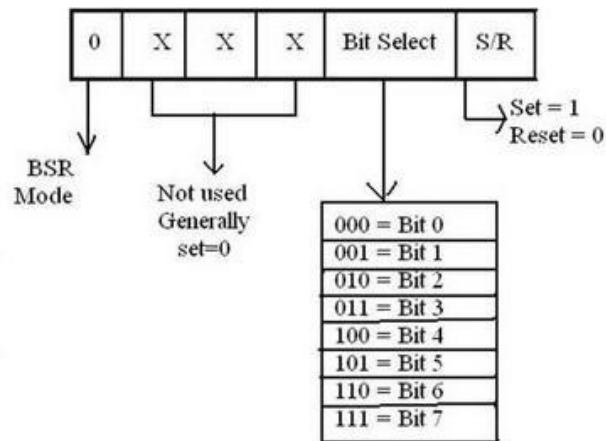 0 X X X Bit Select S/R
Set = 1
Reset = 0
BSR
Mode
Not used
Generally
set=0
000 = Bit 0
001 = Bit 1
010 = Bit 2
011 = Bit 3
100 = Bit 4
101 = Bit 5
110 = Bit 6
111 = Bit 7